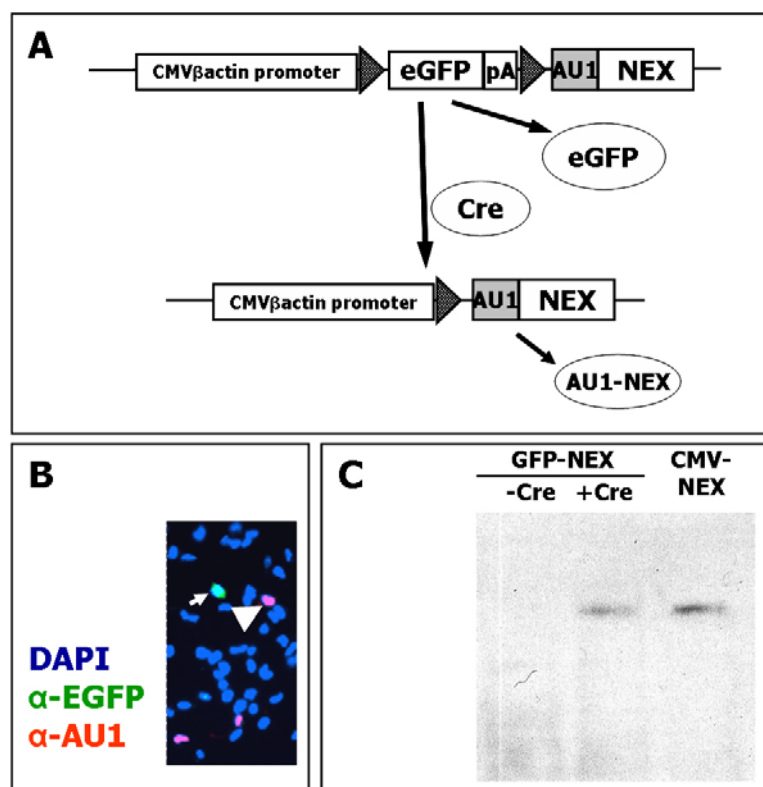 A
CMVβactin promoter eGFP pA AU1 NEX
eGFP
Cre
CMVβactin promoter AU1 NEX
AU1-NEX
B
DAPI
α-EGFP
α-AU1
C
GFP-NEX CMV-
NEX
-Cre +Cre